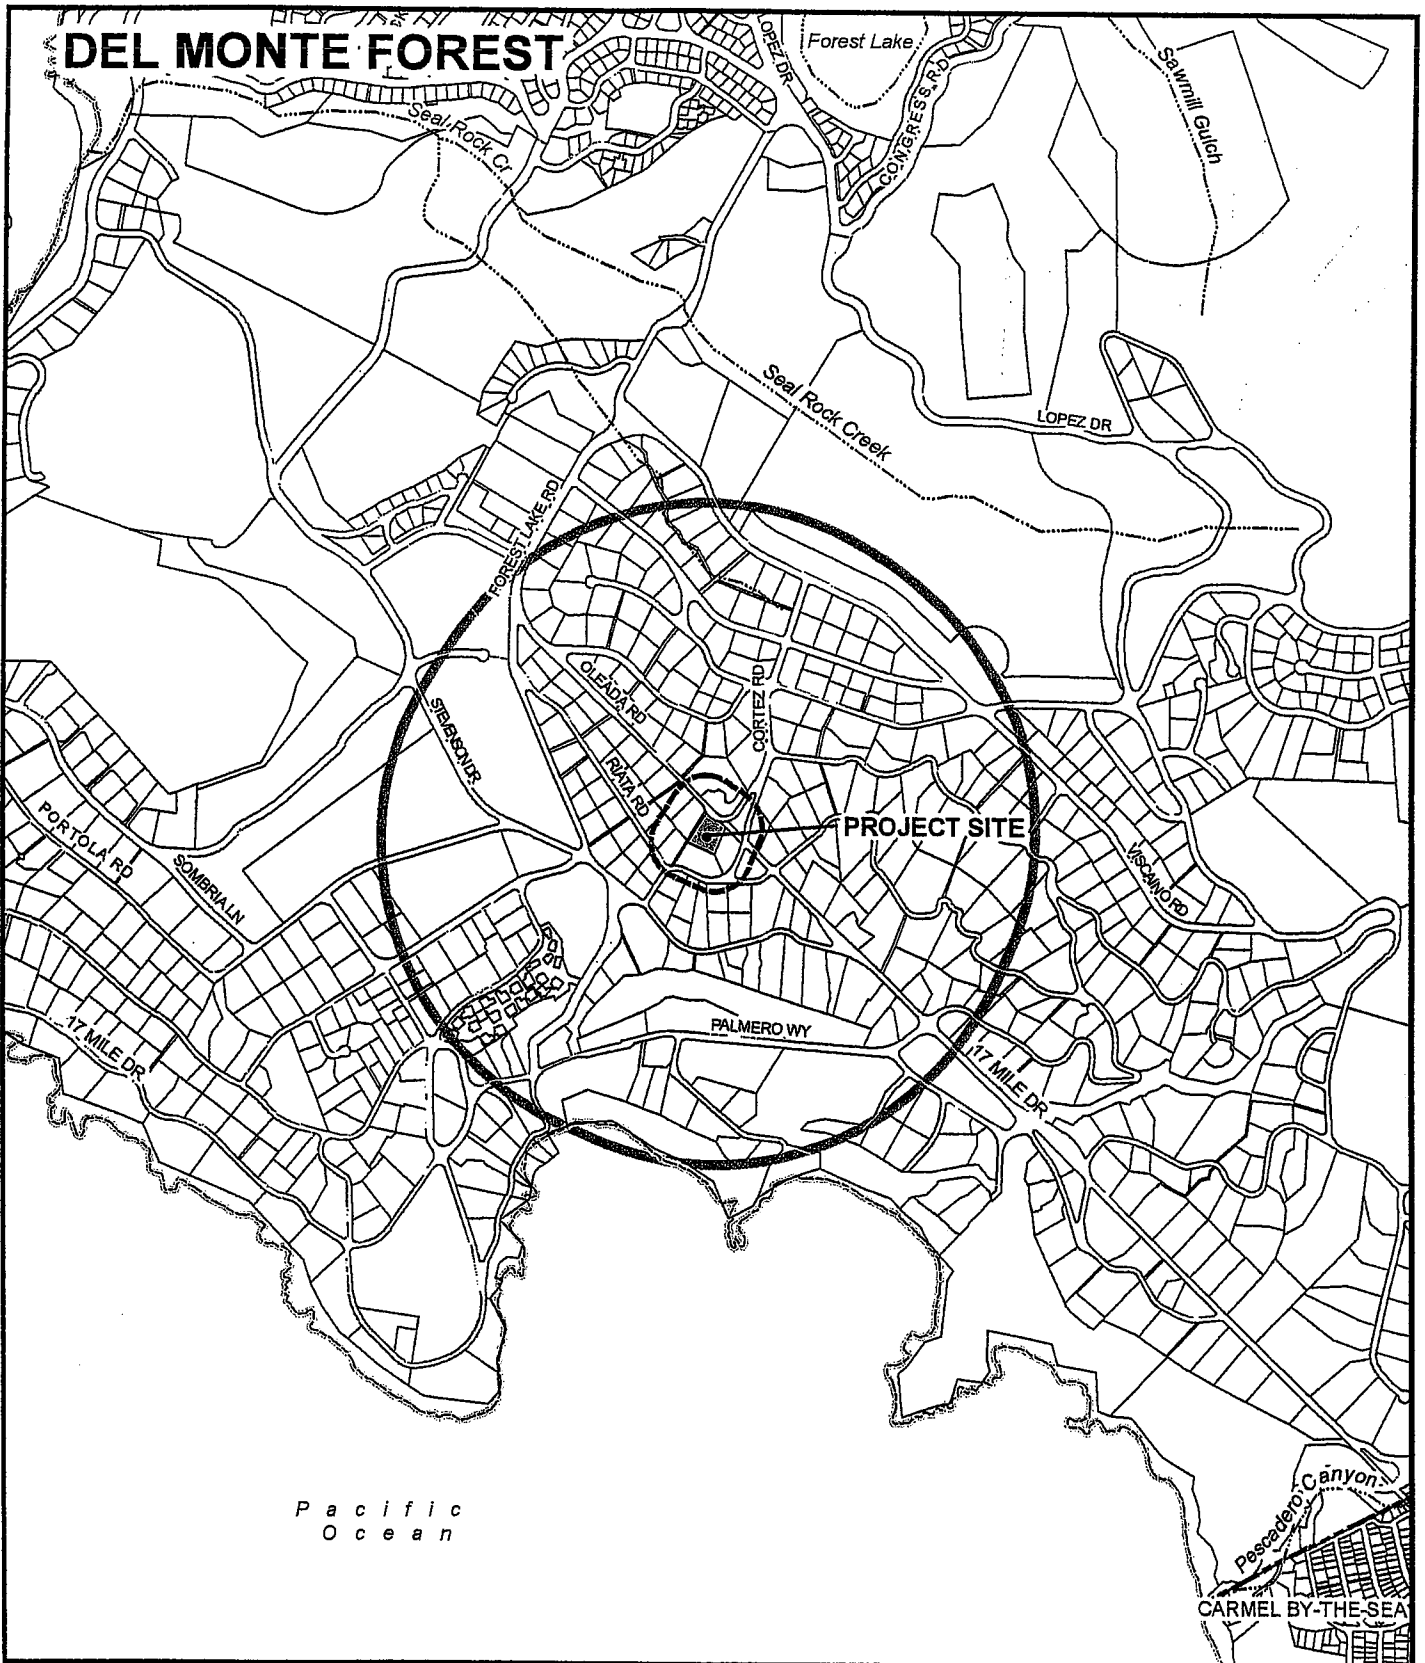 DEL MONTE FOREST
LOPEZ DR
Forest Lake
CONGRESS RD
Sawmill Gulch
Seal Rock Cr
Seal Rock Creek
LOPEZ DR
FOREST LAKE RD
OLEADA RD
CORTEZ RD
STEVENSON DR
RIATA RD
PROJECT SITE
PORTOLA RD
SOMBRIA LN
VISCAINO RD
17 MILE DR
PALMERO WY
17 MILE DR
Pacific
Ocean
Pescadero Canyon
CARMEL BY-THE-SEA